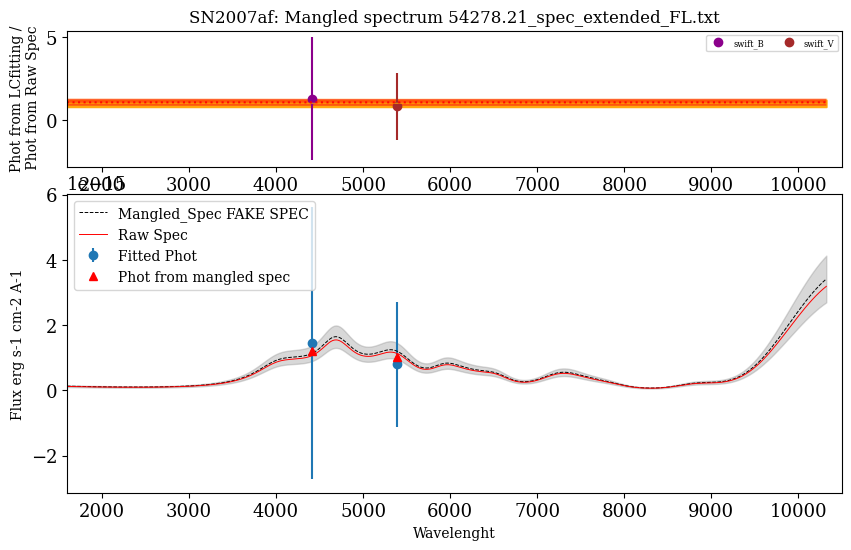 SN2007af: Mangled spectrum 54278.21_spec_extended_FL.txt
Phot from LCfitting /
Phot from Raw Spec
5
0
swift_B
swift_V
2000 3000 4000 5000 6000 7000 8000 9000 10000
1e-15
6
4
2
0
−2
Flux erg s-1 cm-2 A-1
Mangled_Spec FAKE SPEC
Raw Spec
Fitted Phot
Phot from mangled spec
2000 3000 4000 5000 6000 7000 8000 9000 10000
Wavelenght